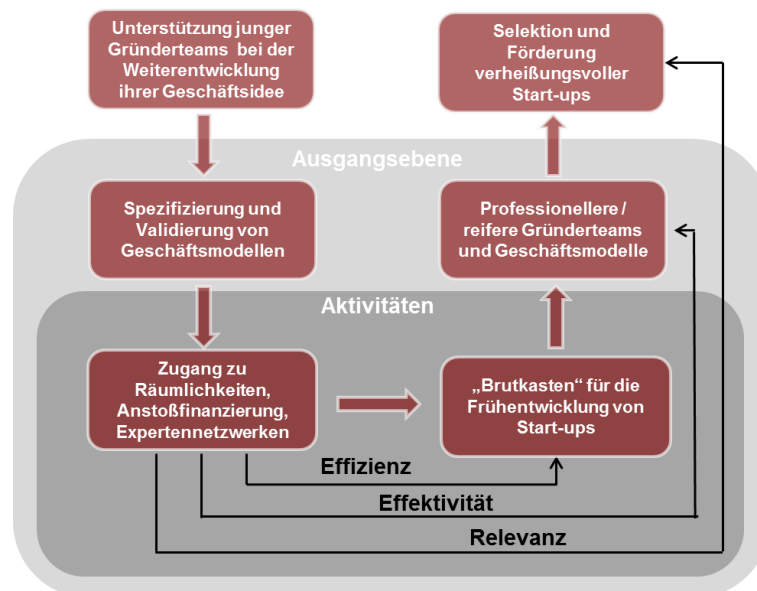 Unterstützung junger
Gründerteams bei der
Weiterentwicklung
ihrer Geschäftsidee
Selektion und
Förderung
verheißungsvoller
Start-ups
Ausgangsebene
Spezifizierung und
Validierung von
Geschäftsmodellen
Professionellere /
reifere Gründerteams
und Geschäftsmodelle
Aktivitäten
Zugang zu
Räumlichkeiten,
Anstoßfinanzierung,
Expertennetzwerken
„Brutkasten“ für die
Frühentwicklung von
Start-ups
Effizienz
Effektivität
Relevanz